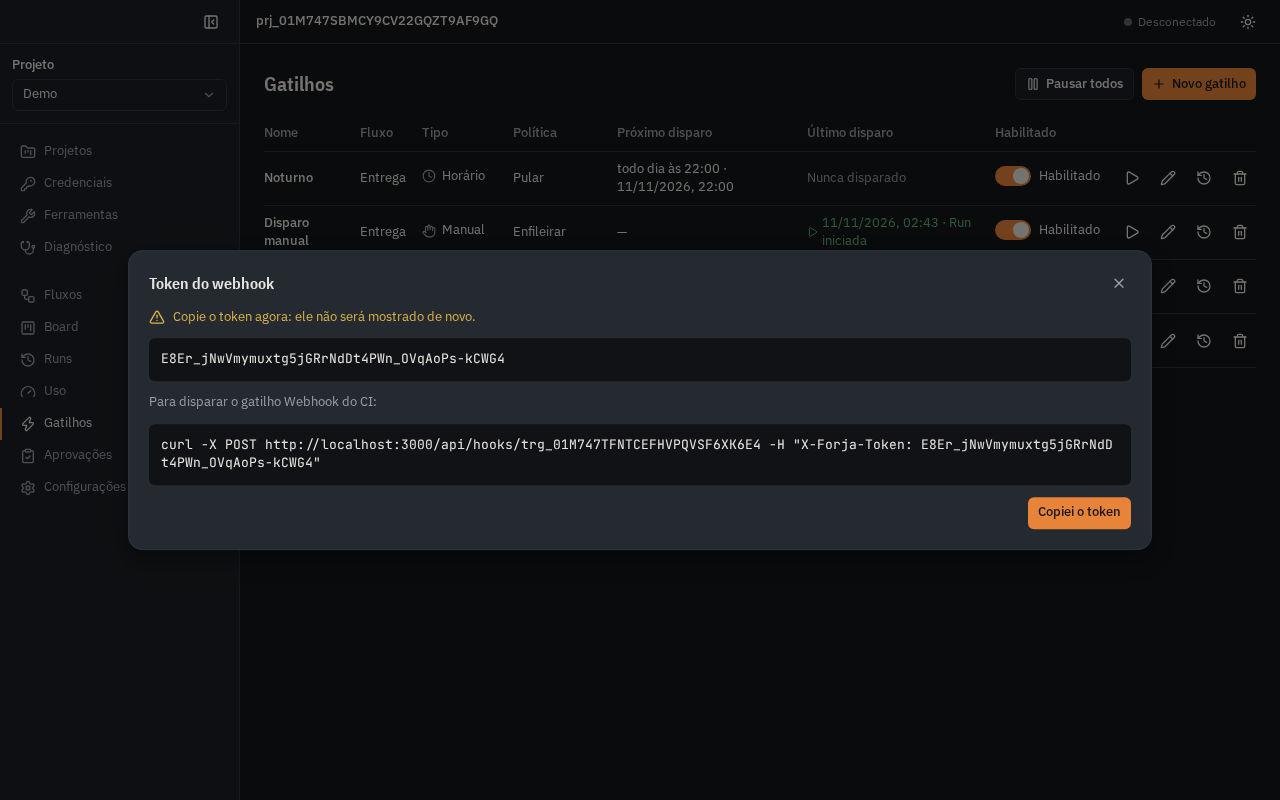 prj_01M747SBMCY9CV22GQZT9AF9GQ
Desconectado
Projeto
Demo
Projetos
Credenciais
Ferramentas
Diagnóstico
Fluxos
Board
Runs
Uso
Gatilhos
Aprovações
Configurações
Gatilhos
Pausar todos
Novo gatilho
Nome Fluxo Tipo Política Próximo disparo Último disparo Habilitado
Noturno Entrega Horário Pular todo dia às 22:00 · 11/11/2026, 22:00 Nunca disparado Habilitado
Disparo manual Entrega Manual Enfileirar — 11/11/2026, 02:43 · Run iniciada Habilitado
Token do webhook
Copie o token agora: ele não será mostrado de novo.
E8Er_jNwVmymuxtg5jGRrNdDt4PWn_OVqAoPs-kCWG4
Para disparar o gatilho Webhook do CI:
curl -X POST http://localhost:3000/api/hooks/trg_01M747TFNTCEFHVPQVSF6XK6E4 -H "X-Forja-Token: E8Er_jNwVmymuxtg5jGRrNdD
t4PWn_OVqAoPs-kCWG4"
Copiei o token